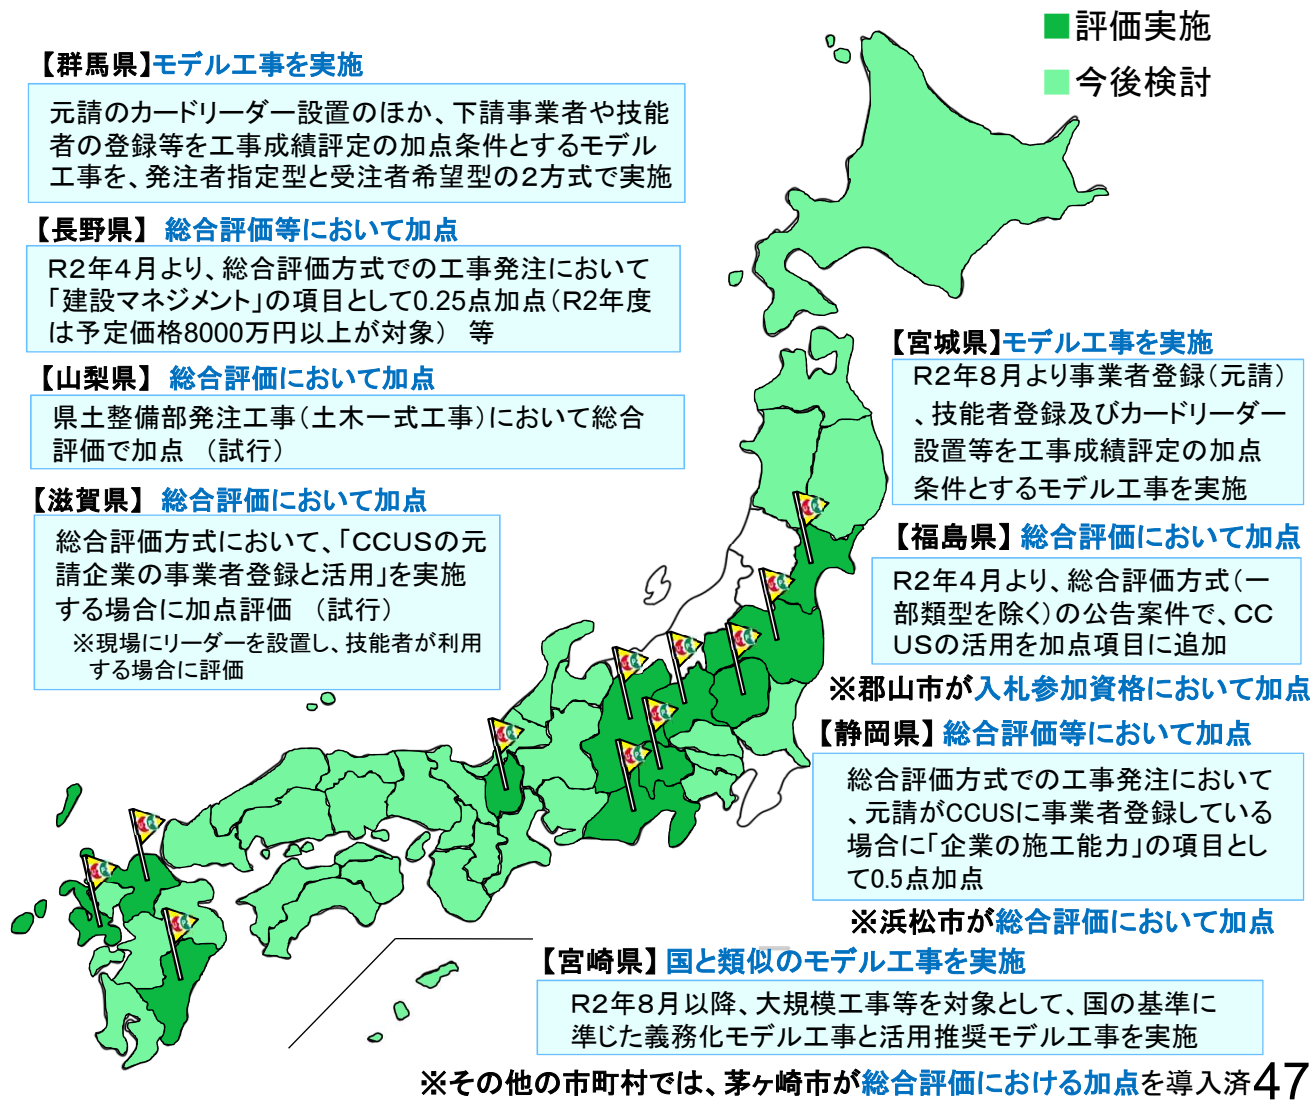 評価実施
今後検討
【群馬県】モデル工事を実施
元請のカードリーダー設置のほか、下請事業者や技能
者の登録等を工事成績評定の加点条件とするモデル
工事を、発注者指定型と受注者希望型の２方式で実施
【長野県】 総合評価等において加点
Ｒ２年４月より、総合評価方式での工事発注において
「建設マネジメント」の項目として0.25点加点（Ｒ２年度
は予定価格8000万円以上が対象） 等
【山梨県】 総合評価において加点
県土整備部発注工事（土木一式工事）において総合
評価で加点 （試行）
【滋賀県】 総合評価において加点
総合評価方式において、「ＣＣＵＳの元
請企業の事業者登録と活用」を実施
する場合に加点評価 （試行）
※現場にリーダーを設置し、技能者が利用
する場合に評価
【宮城県】モデル工事を実施
Ｒ２年８月より事業者登録（元請）
、技能者登録及びカードリーダー
設置等を工事成績評定の加点
条件とするモデル工事を実施
【福島県】 総合評価において加点
Ｒ２年４月より、総合評価方式（一
部類型を除く）の公告案件で、ＣＣ
ＵＳの活用を加点項目に追加
※郡山市が入札参加資格において加点
【静岡県】 総合評価等において加点
総合評価方式での工事発注において
、元請がCCUSに事業者登録している
場合に「企業の施工能力」の項目とし
て0.5点加点
※浜松市が総合評価において加点
【宮崎県】 国と類似のモデル工事を実施
Ｒ２年８月以降、大規模工事等を対象として、国の基準に
準じた義務化モデル工事と活用推奨モデル工事を実施
※その他の市町村では、茅ヶ崎市が総合評価における加点を導入済
47